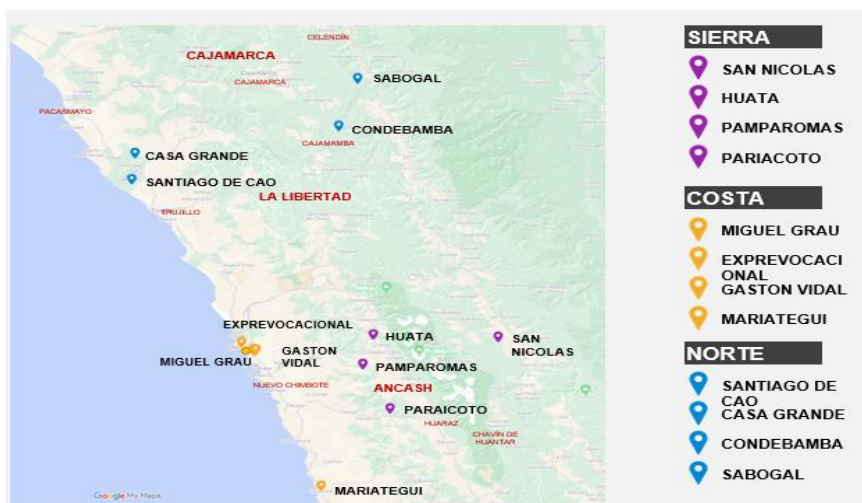 CELENDÍN
CAJAMARCA
CAJAMARCA
SABOGAL
PACASMAYO
CONDEBAMBA
CAJAMAMBA
CASA GRANDE
SANTIAGO DE CAO
LA LIBERTAD
TRUJILLO
EXPREVOCACIONAL
HUATA
SAN
NICOLAS
MIGUEL GRAU
GASTON
VIDAL
PAMPAROMAS
NUEVO CHIMBOTE
ANCASH
PARAICOTO
HUARAZ
CHAVÍN DE
HUANTAR
MARIATEGUI
Google My Maps
SIERRA
SAN NICOLAS
HUATA
PAMPAROMAS
PARIACOTO
COSTA
MIGUEL GRAU
EXPREVOCACI
ONAL
GASTON VIDAL
MARIATEGUI
NORTE
SANTIAGO DE
CAO
CASA GRANDE
CONDEBAMBA
SABOGAL